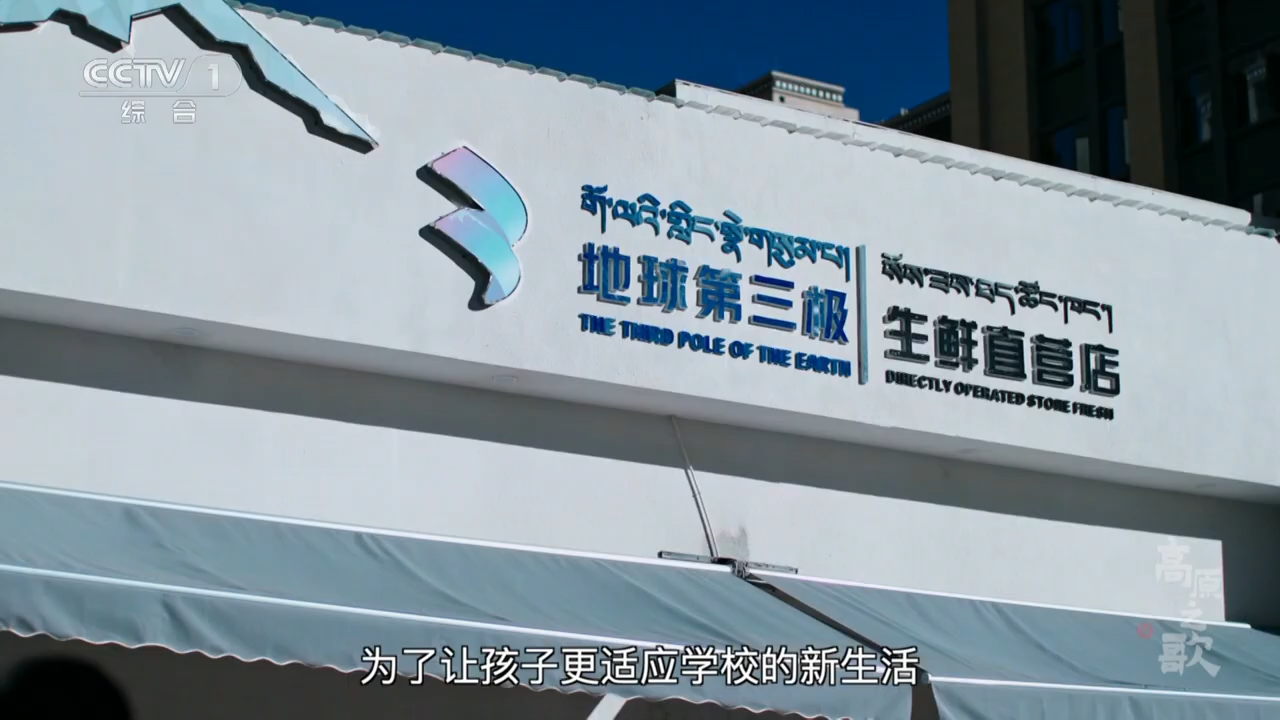 CCTV 1
综合
地球第三极
THE THIRD POLE OF THE EARTH
生鲜直营店
DIRECTLY OPERATED STORE FRESH
高原之歌
为了让孩子更适应学校的新生活